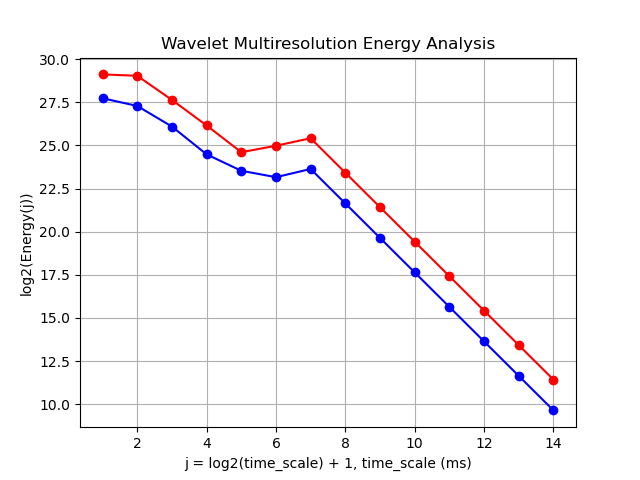 Wavelet Multiresolution Energy Analysis
30.0
27.5
25.0
22.5
20.0
17.5
15.0
12.5
10.0
log2(Energy(j))
2 4 6 8 10 12 14
j = log2(time_scale) + 1, time_scale (ms)